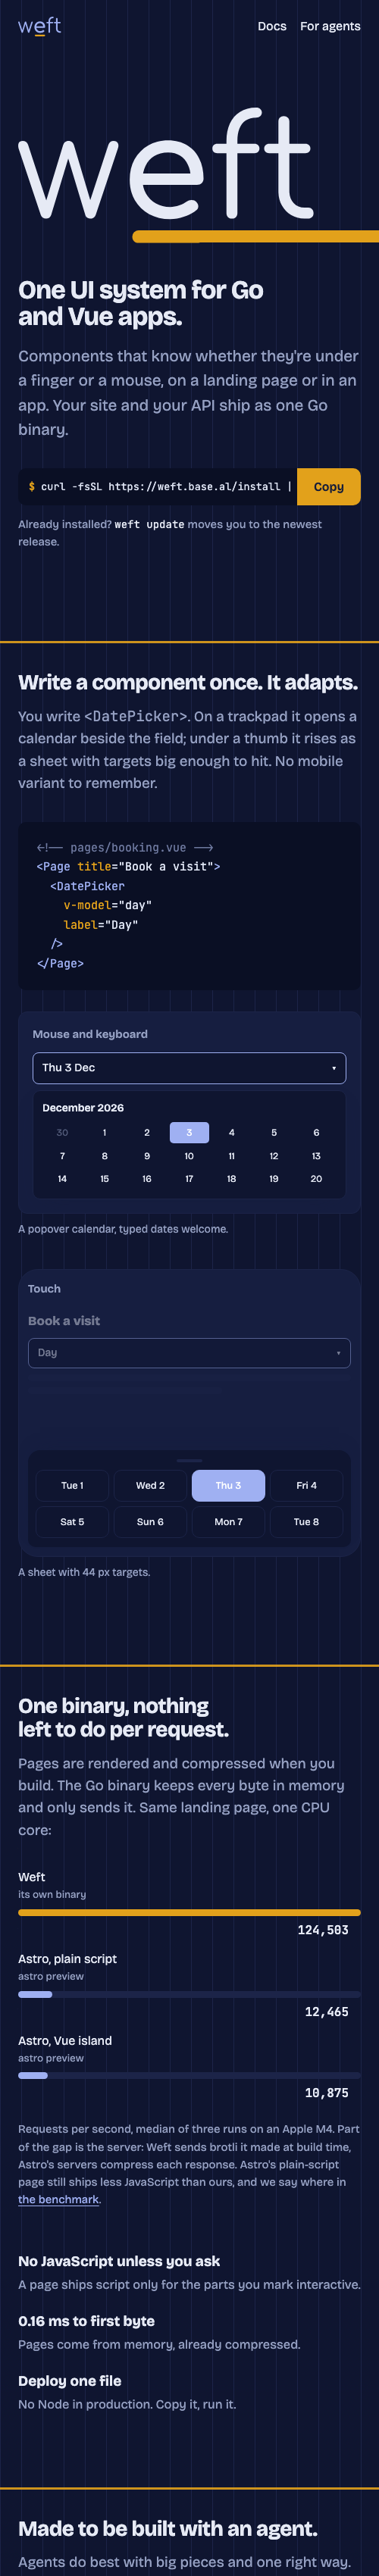 weft
Docs
For agents
weft
One UI system for Go
and Vue apps.
Components that know whether they're under
a finger or a mouse, on a landing page or in an
app. Your site and your API ship as one Go
binary.
$ curl -fsSL https://weft.base.al/install |
Copy
Already installed? weft update moves you to the newest
release.
Write a component once. It adapts.
You write <DatePicker>. On a trackpad it opens a
calendar beside the field; under a thumb it rises as
a sheet with targets big enough to hit. No mobile
variant to remember.
<!-- pages/booking.vue -->
<Page title="Book a visit">
<DatePicker
v-model="day"
label="Day"
/>
</Page>
Mouse and keyboard
Thu 3 Dec
December 2026
30 1 2 3 4 5 6
7 8 9 10 11 12 13
14 15 16 17 18 19 20
A popover calendar, typed dates welcome.
Touch
Book a visit
Day
Tue 1 Wed 2 Thu 3 Fri 4
Sat 5 Sun 6 Mon 7 Tue 8
A sheet with 44 px targets.
One binary, nothing
left to do per request.
Pages are rendered and compressed when you
build. The Go binary keeps every byte in memory
and only sends it. Same landing page, one CPU
core:
Weft
its own binary
124,503
Astro, plain script
astro preview
12,465
Astro, Vue island
astro preview
10,875
Requests per second, median of three runs on an Apple M4. Part
of the gap is the server: Weft sends brotli it made at build time,
Astro's servers compress each response. Astro's plain-script
page still ships less JavaScript than ours, and we say where in
the benchmark.
No JavaScript unless you ask
A page ships script only for the parts you mark interactive.
0.16 ms to first byte
Pages come from memory, already compressed.
Deploy one file
No Node in production. Copy it, run it.
Made to be built with an agent.
Agents do best with big pieces and one right way.